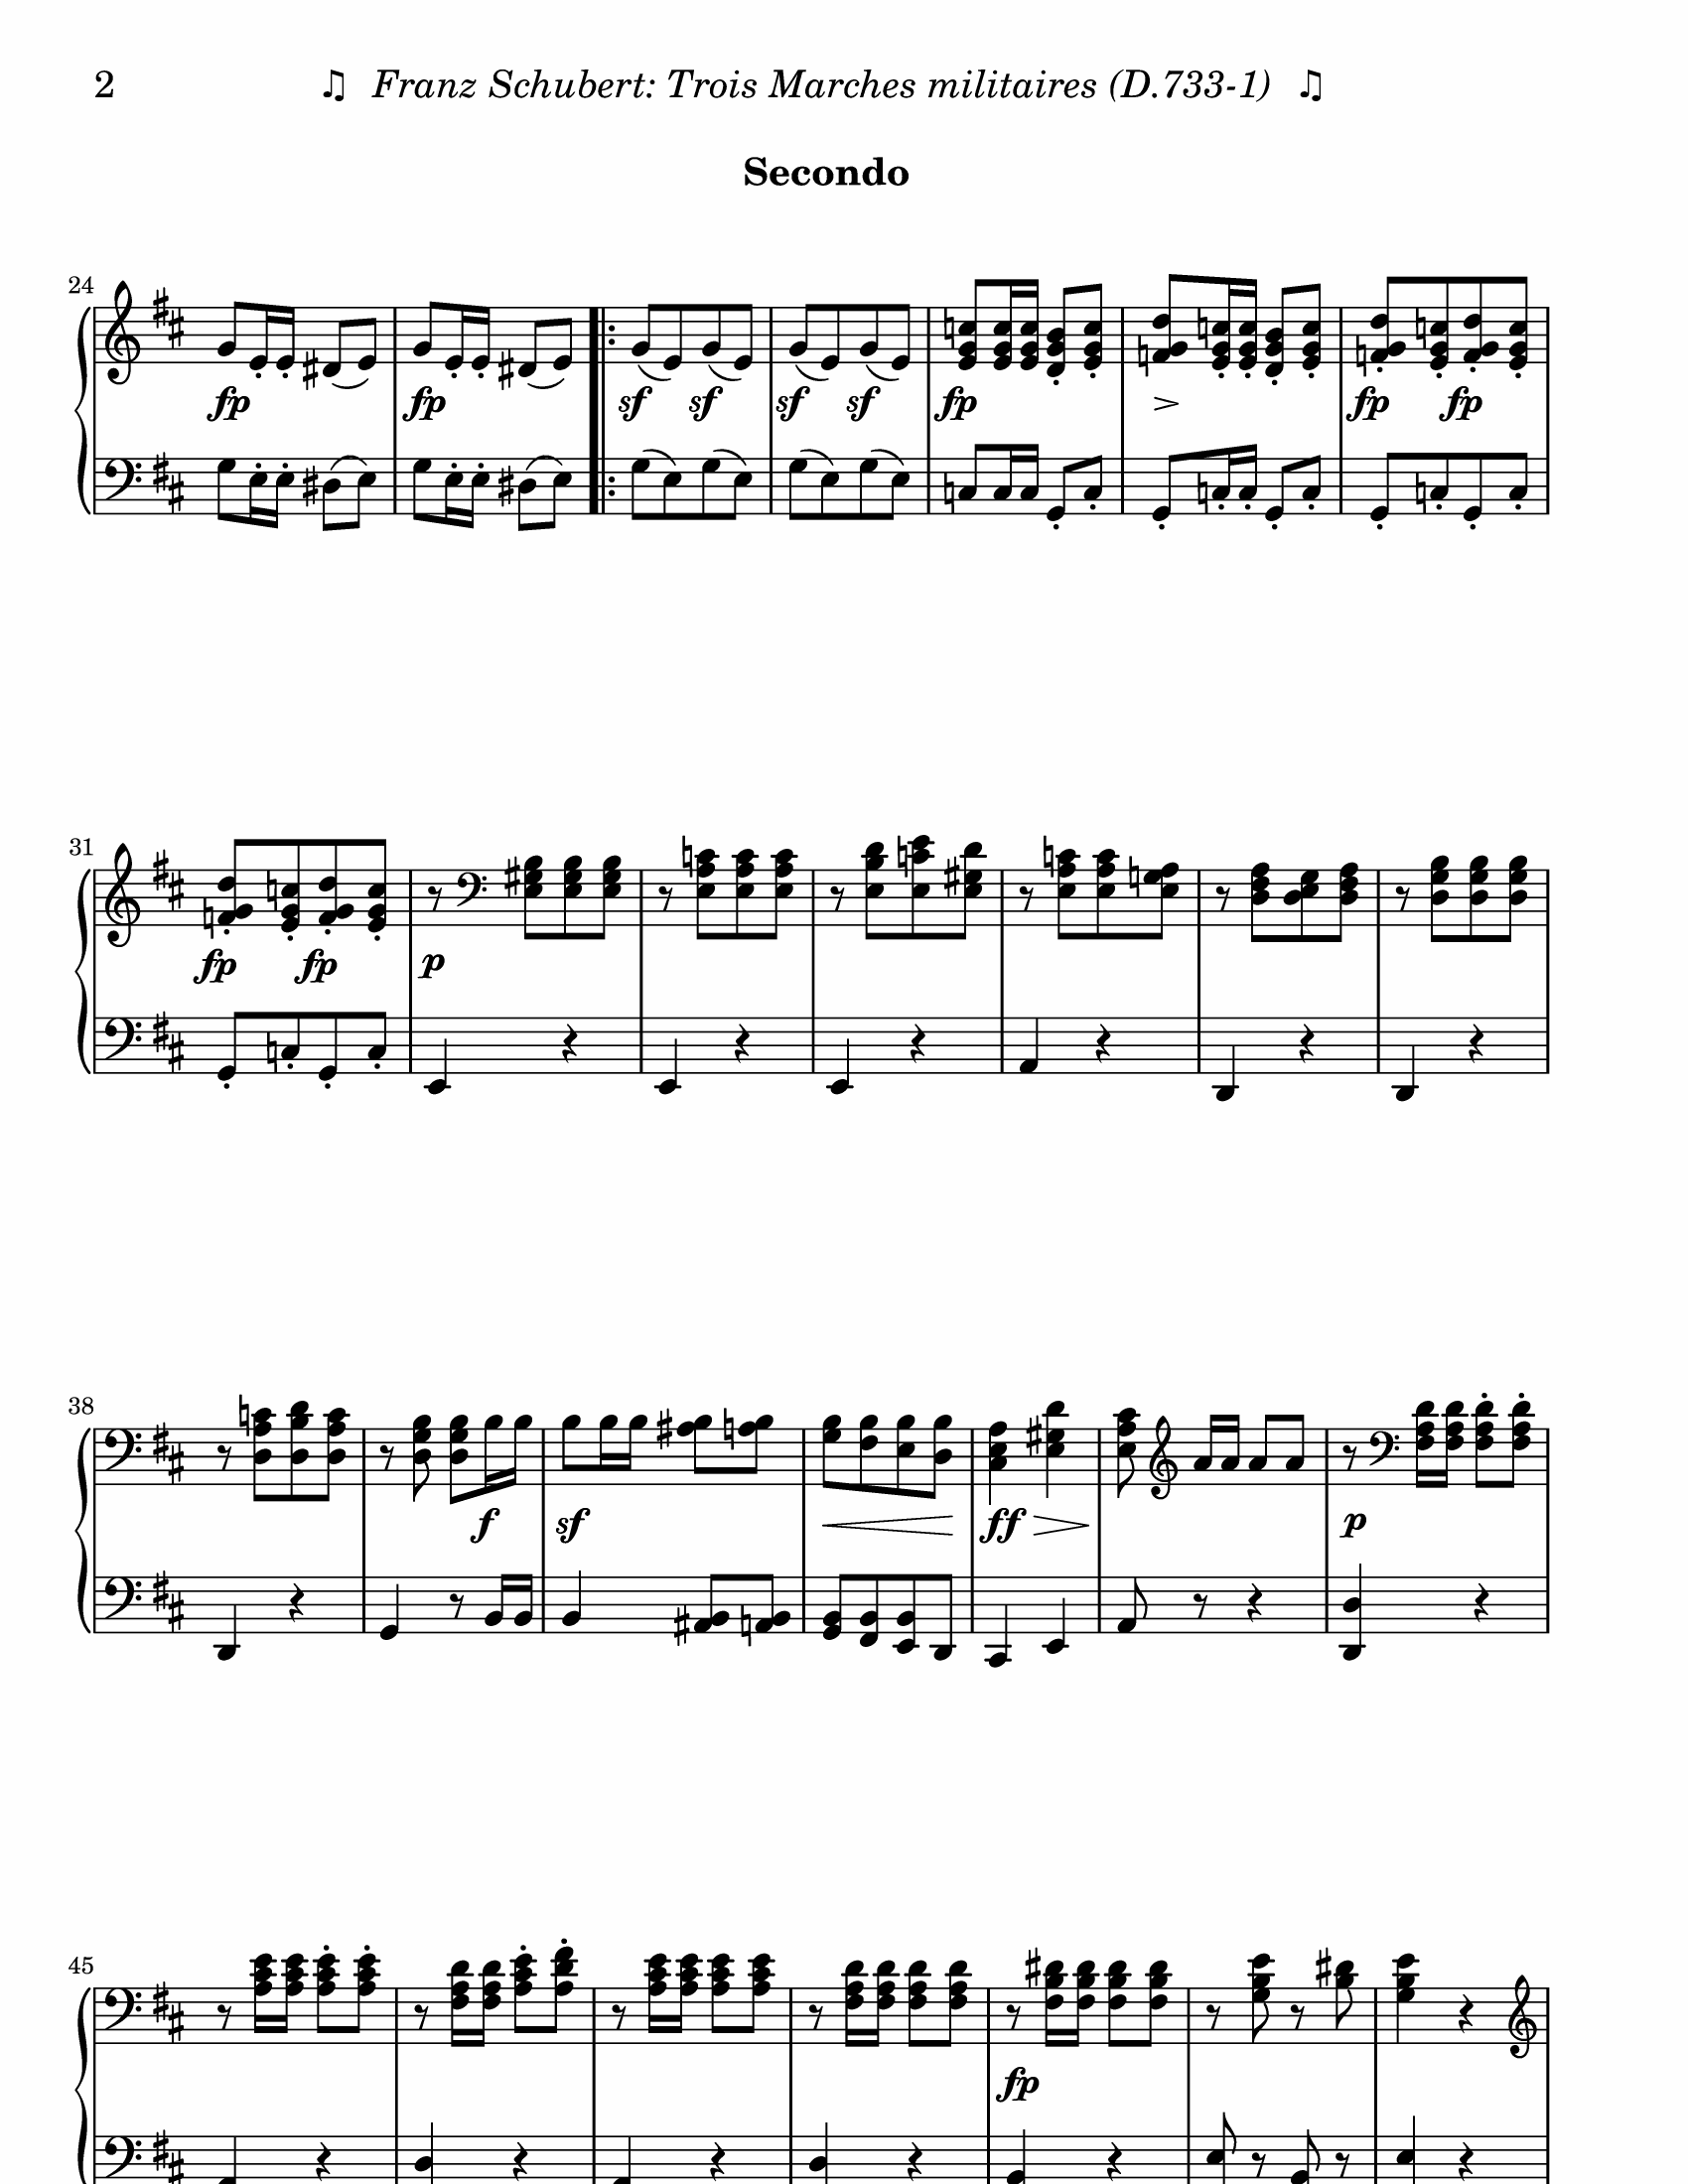 2 ♫ Franz Schubert: Trois Marches militaires (D.733-1) ♫
Secondo
24
fp fp sf sf sf sf fp fp fp
31
fp fp p
38
f sf ff p
45
fp